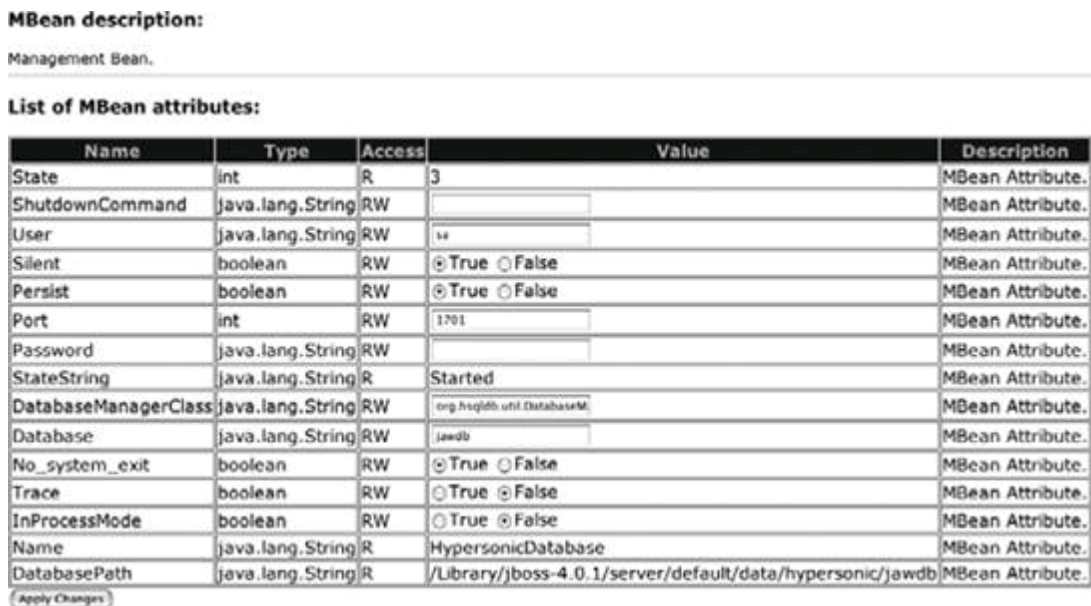 MBean description:
Management Bean.
List of MBean attributes:
Name Type Access Value Description
State int R 3 MBean Attribute.
ShutdownCommand java.lang.String RW MBean Attribute.
User java.lang.String RW sa MBean Attribute.
Silent boolean RW True False MBean Attribute.
Persist boolean RW True False MBean Attribute.
Port int RW 1701 MBean Attribute.
Password java.lang.String RW MBean Attribute.
StateString java.lang.String R Started MBean Attribute.
DatabaseManagerClass java.lang.String RW org.hsqldb.util.DatabaseM MBean Attribute.
Database java.lang.String RW jawdb MBean Attribute.
No_system_exit boolean RW True False MBean Attribute.
Trace boolean RW True False MBean Attribute.
InProcessMode boolean RW True False MBean Attribute.
Name java.lang.String R HypersonicDatabase MBean Attribute.
DatabasePath java.lang.String R /Library/jboss-4.0.1/server/default/data/hypersonic/jawdb MBean Attribute.
Apply Changes